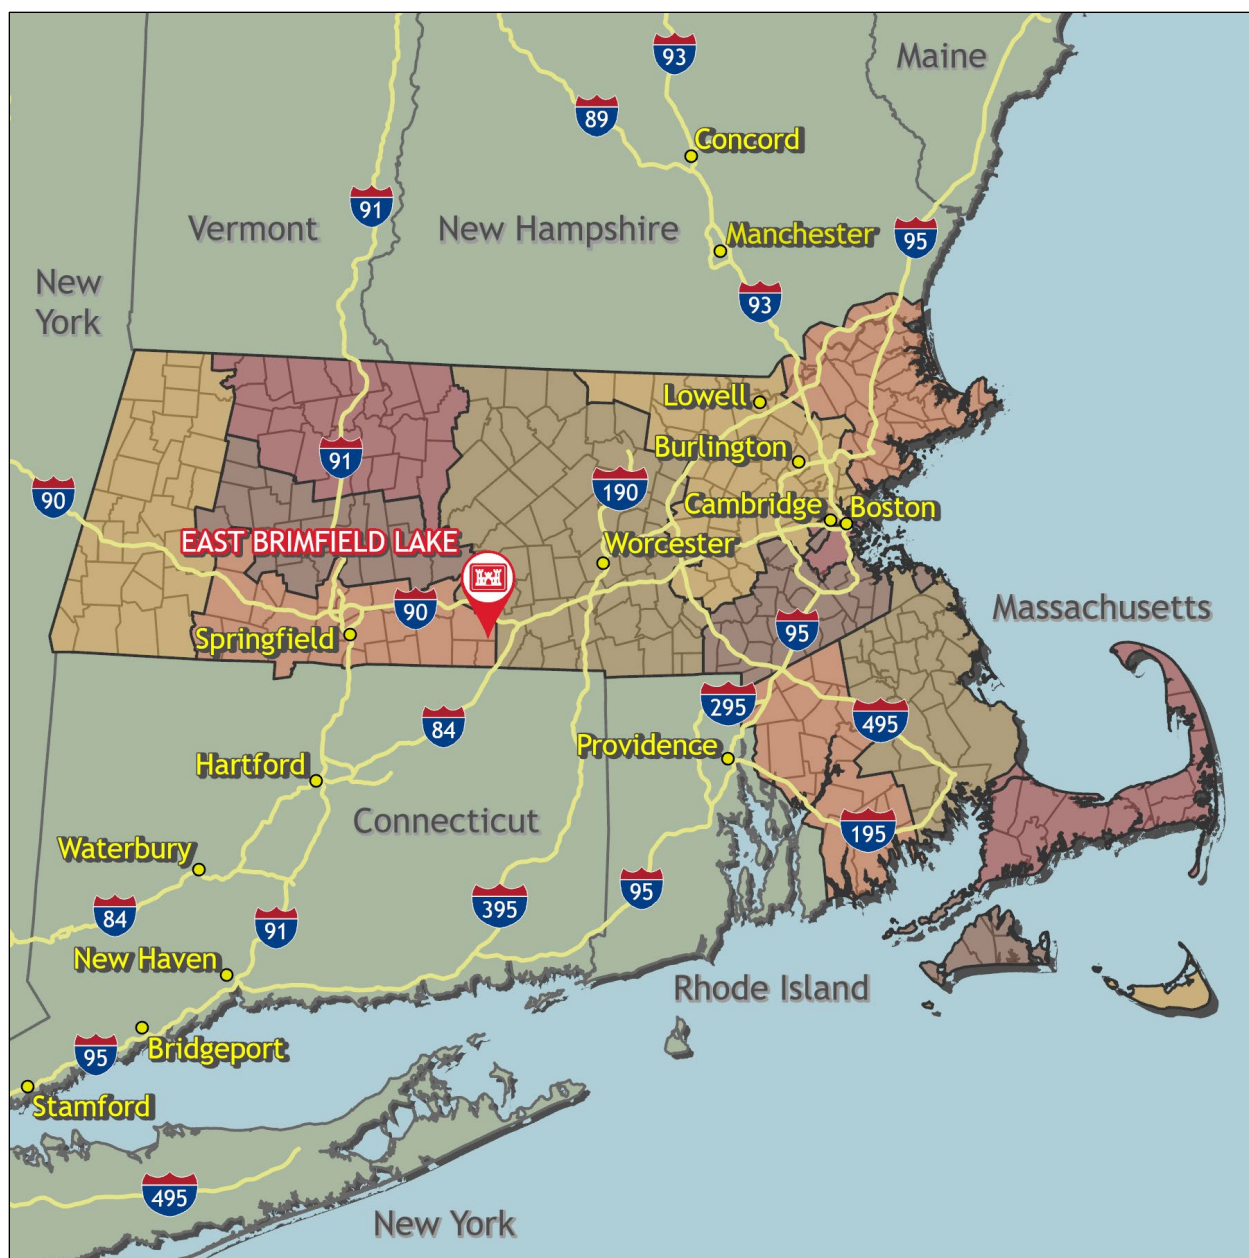 93
Maine
89
Concord
91
Vermont
New Hampshire
Manchester
95
New
York
93
Lowell
Burlington
91
90
190
Cambridge
Boston
EAST BRIMFIELD LAKE
Worcester
90
Massachusetts
Springfield
95
295
495
84
Providence
Hartford
Connecticut
195
Waterbury
95
395
84
91
New Haven
Rhode Island
Bridgeport
95
Stamford
495
New York